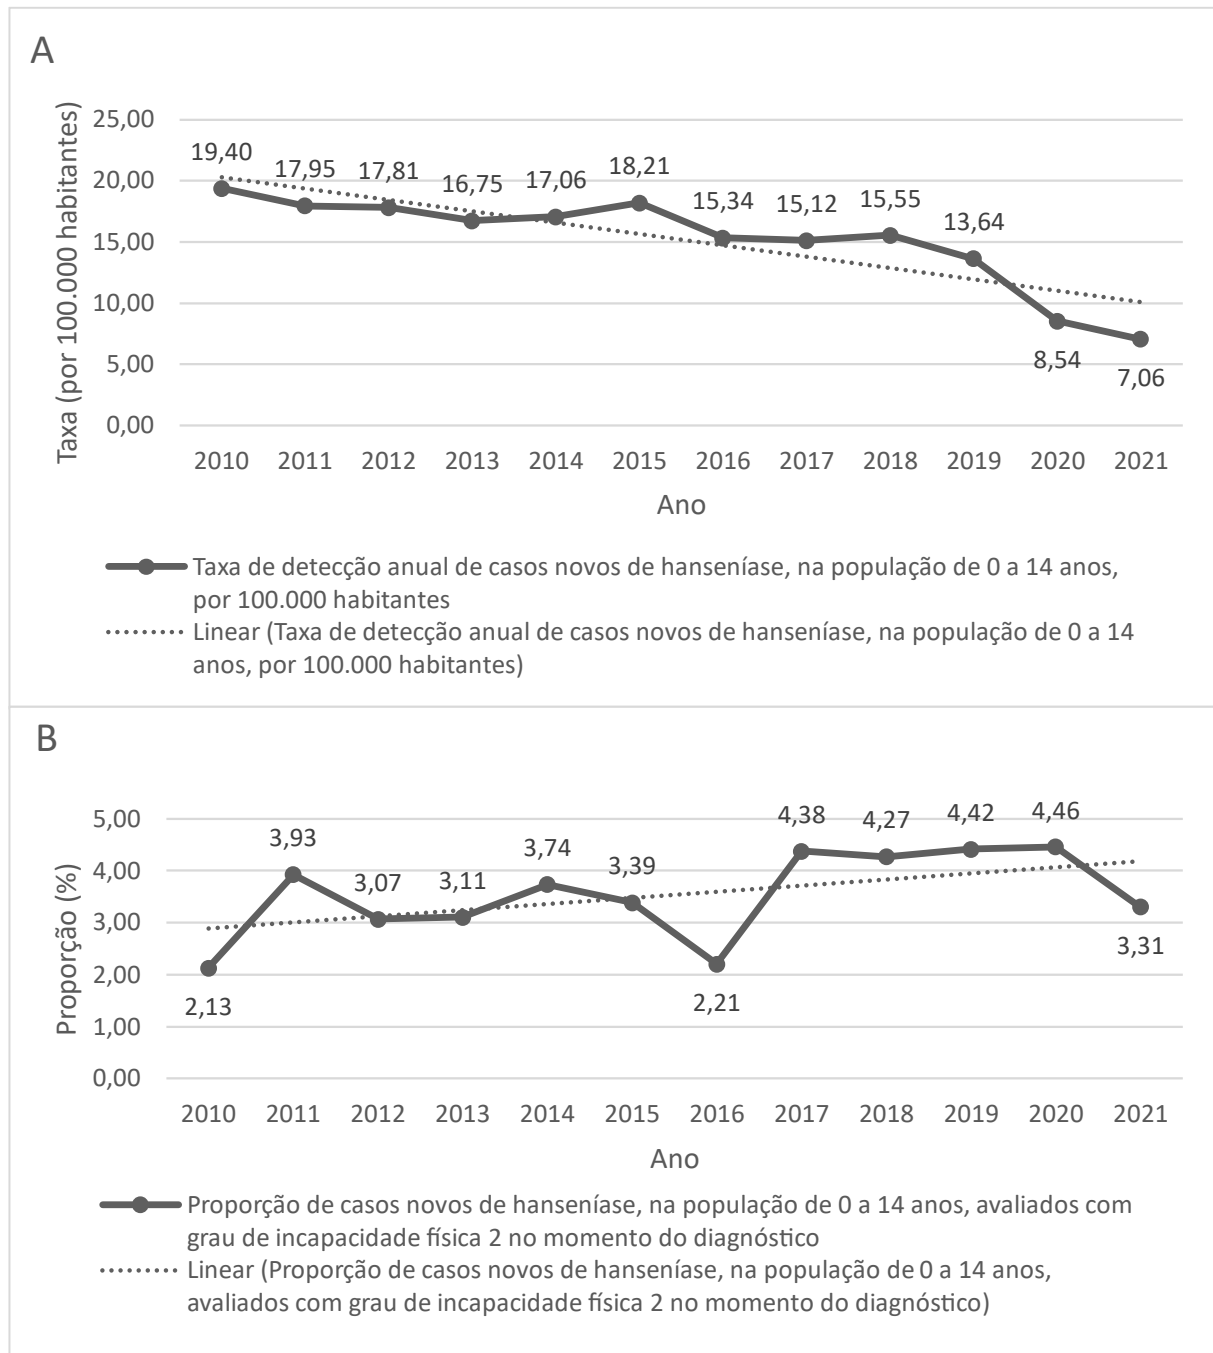 A
Taxa (por 100.000 habitantes)
25,00
20,00
15,00
10,00
5,00
0,00
19,40
17,95
17,81
16,75
17,06
18,21
15,34
15,12
15,55
13,64
8,54
7,06
2010 2011 2012 2013 2014 2015 2016 2017 2018 2019 2020 2021
Ano
Taxa de detecção anual de casos novos de hanseníase, na população de 0 a 14 anos,
por 100.000 habitantes
Linear (Taxa de detecção anual de casos novos de hanseníase, na população de 0 a 14
anos, por 100.000 habitantes)
B
Proporção (%)
5,00
4,00
3,00
2,00
1,00
0,00
2,13
3,93
3,07
3,11
3,74
3,39
2,21
4,38
4,27
4,42
4,46
3,31
2010 2011 2012 2013 2014 2015 2016 2017 2018 2019 2020 2021
Ano
Proporção de casos novos de hanseníase, na população de 0 a 14 anos, avaliados com
grau de incapacidade física 2 no momento do diagnóstico
Linear (Proporção de casos novos de hanseníase, na população de 0 a 14 anos,
avaliados com grau de incapacidade física 2 no momento do diagnóstico)